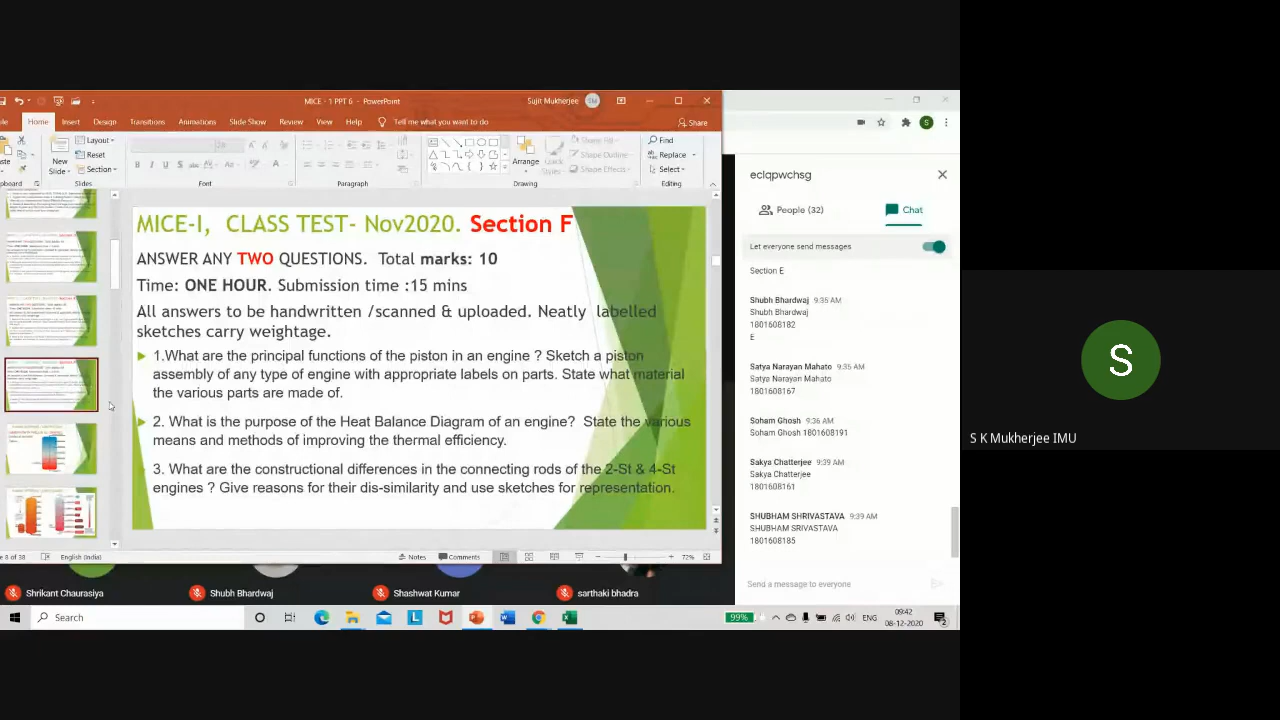 MICE - 1 PPT 6 - PowerPoint
Sujit Mukherjee
Home Insert Design Transitions Animations Slide Show Review View Help Tell me what you want to do
Share
New Slide
Layout
Reset
Section
Slides
Font
Paragraph
Arrange
Quick Styles
Shape Fill
Shape Outline
Shape Effects
Drawing
Find
Replace
Select
Editing
MICE-I, CLASS TEST- Nov2020. Section F
ANSWER ANY TWO QUESTIONS. Total marks: 10
Time: ONE HOUR. Submission time :15 mins
All answers to be handwritten /scanned & uploaded. Neatly labelled
sketches carry weightage.
1.What are the principal functions of the piston in an engine ? Sketch a piston
assembly of any type of engine with appropriate labels on parts. State what material
the various parts are made of.
2. What is the purpose of the Heat Balance Diagram of an engine? State the various
means and methods of improving the thermal efficiency.
3. What are the constructional differences in the connecting rods of the 2-St & 4-St
engines ? Give reasons for their dis-similarity and use sketches for representation.
8 of 38
English (India)
Notes
Comments
72%
eclqpwchsg
People (32)
Chat
Let everyone send messages
Section E
Shubh Bhardwaj 9:35 AM
Shubh Bhardwaj
1801608182
E
Satya Narayan Mahato 9:35 AM
Satya Narayan Mahato
1801608167
Soham Ghosh 9:36 AM
Soham Ghosh 1801608191
Sakya Chatterjee 9:39 AM
Sakya Chatterjee
1801608161
SHUBHAM SHRIVASTAVA 9:39 AM
SHUBHAM SRIVASTAVA
1801608185
Send a message to everyone
Shrikant Chaurasiya
Shubh Bhardwaj
Shashwat Kumar
sarthaki bhadra
Search
99%
ENG
09:42
08-12-2020
S
S K Mukherjee IMU